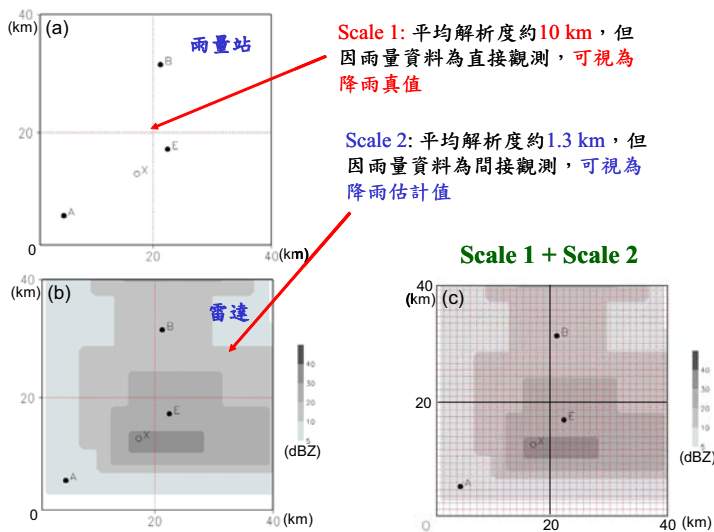 40
(km)
(a)
雨量站
B
20
E
X
A
0
20
40
(km)
Scale 1: 平均解析度約10 km，但
因雨量資料為直接觀測，可視為
降雨真值
Scale 2: 平均解析度約1.3 km，但
因雨量資料為間接觀測，可視為
降雨估計值
Scale 1 + Scale 2
40
(km)
(b)
雷達
B
20
E
X
A
0
20
40
(km)
40
30
20
10
5
(dBZ)
40
(km)
(c)
B
20
E
X
A
0
20
40
(km)
40
30
20
10
5
(dBZ)